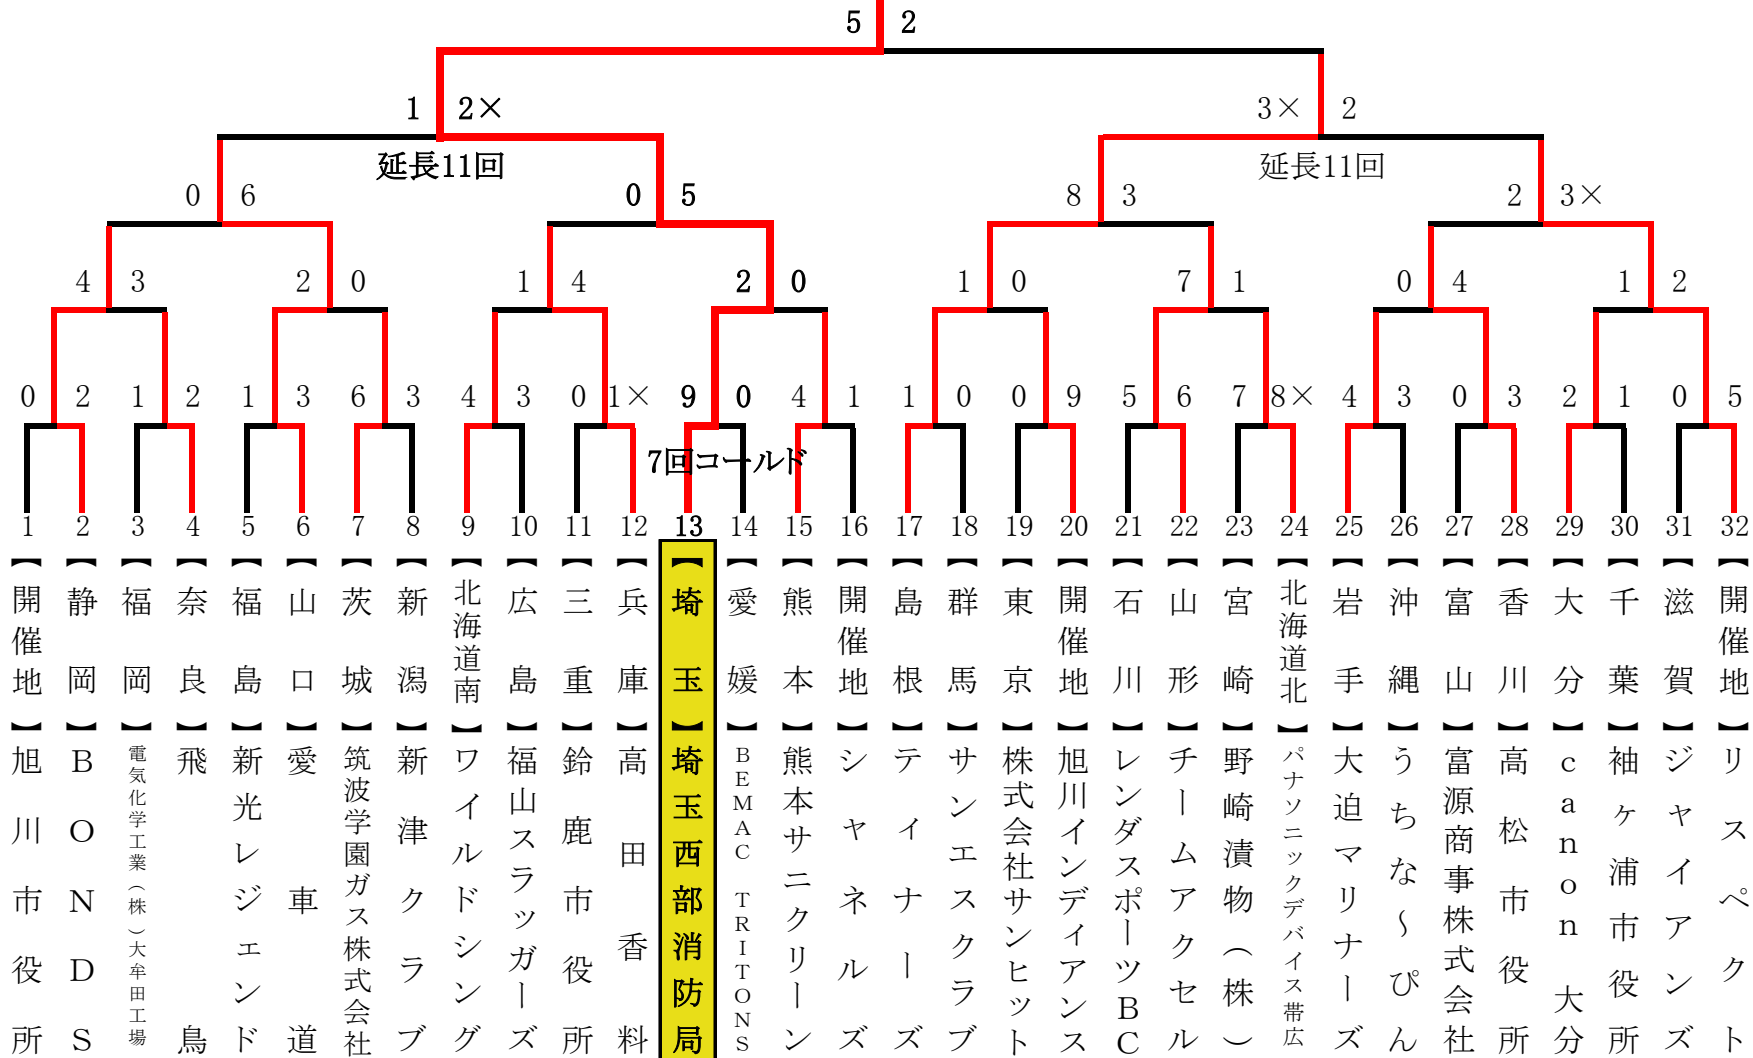 5 2
1 2× 3× 2
延長11回 延長11回
0 6 0 5 8 3 2 3×
4 3 2 0 1 4 2 0 1 0 7 1 0 4 1 2
0 2 1 2 1 3 6 3 4 3 0 1× 9 0 4 1 1 0 0 9 5 6 7 8× 4 3 0 3 2 1 0 5
7回コールド
1【開催地】旭川市役所
2【静岡】BONDS
3【福岡】電気化学工業(株)大牟田工場
4【奈良】飛鳥
5【福島】新光レジェンド
6【山口】愛車道
7【茨城】筑波学園ガス株式会社
8【新潟】新津クラブ
9【北海道南】ワイルドシング
10【広島】福山スラッガーズ
11【三重】鈴鹿市役所
12【兵庫】高田香料
13【埼玉】埼玉西部消防局
14【愛媛】BEMAC TRITONS
15【熊本】熊本サニクリーン
16【開催地】シャネルズ
17【島根】ティナーズ
18【群馬】サンエスクラブ
19【東京】株式会社サンヒット
20【開催地】旭川インディアンス
21【石川】レンダスポーツBC
22【山形】チームアクセル
23【宮崎】野崎漬物(株)
24【北海道北】パナソニックデバイス帯広
25【岩手】大迫マリナーズ
26【沖縄】うちな~ぴん
27【富山】富源商事株式会社
28【香川】高松市役所
29【大分】canon 大分
30【千葉】袖ヶ浦市役所
31【滋賀】ジャイアンズ
32【開催地】リスペクト